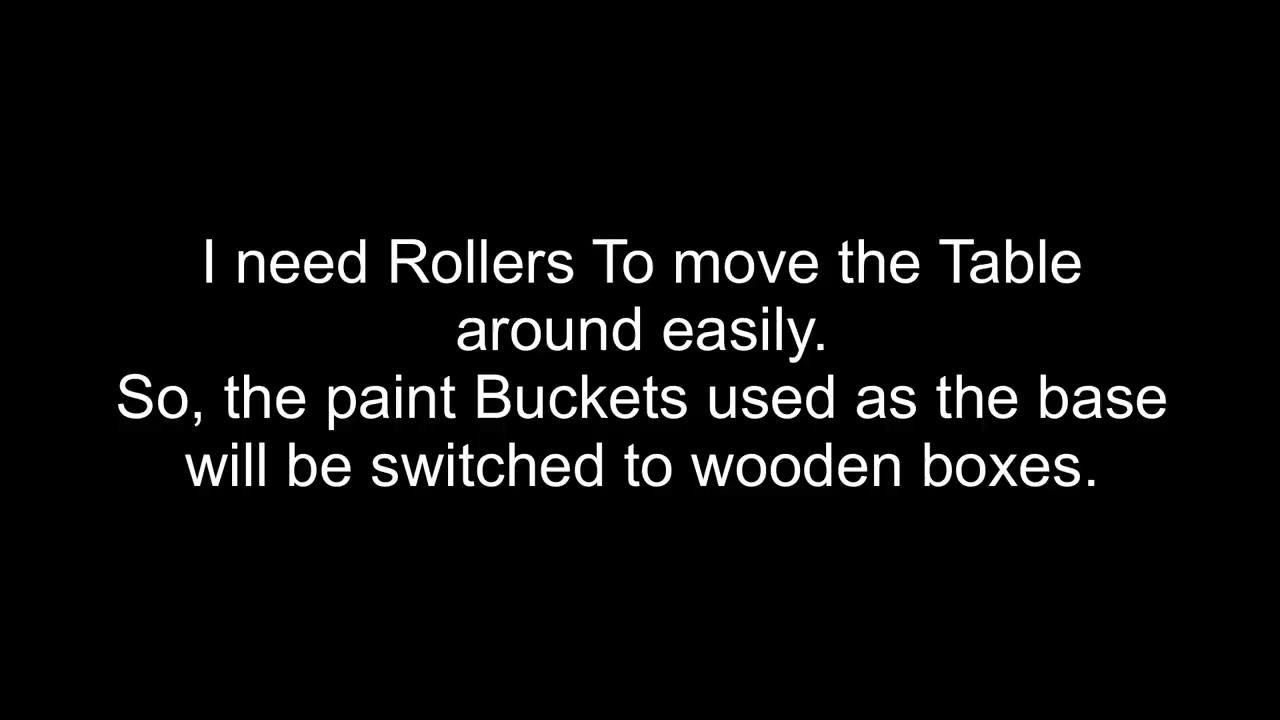 I need Rollers To move the Table
around easily.
So, the paint Buckets used as the base
will be switched to wooden boxes.